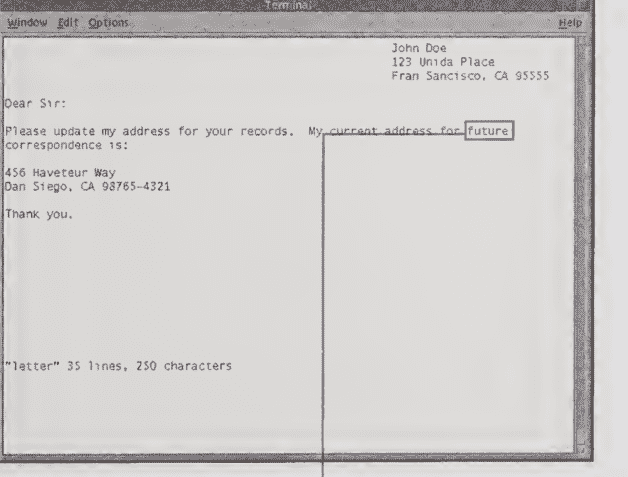 Terminal
Window Edit Options Help
John Doe
123 Unida Place
Fran Sancisco, CA 95555
Dear Sir:
Please update my address for your records. My current address for future
correspondence is:
456 Haveteur Way
Dan Siego, CA 98765-4321
Thank you.
"letter" 35 lines, 250 characters